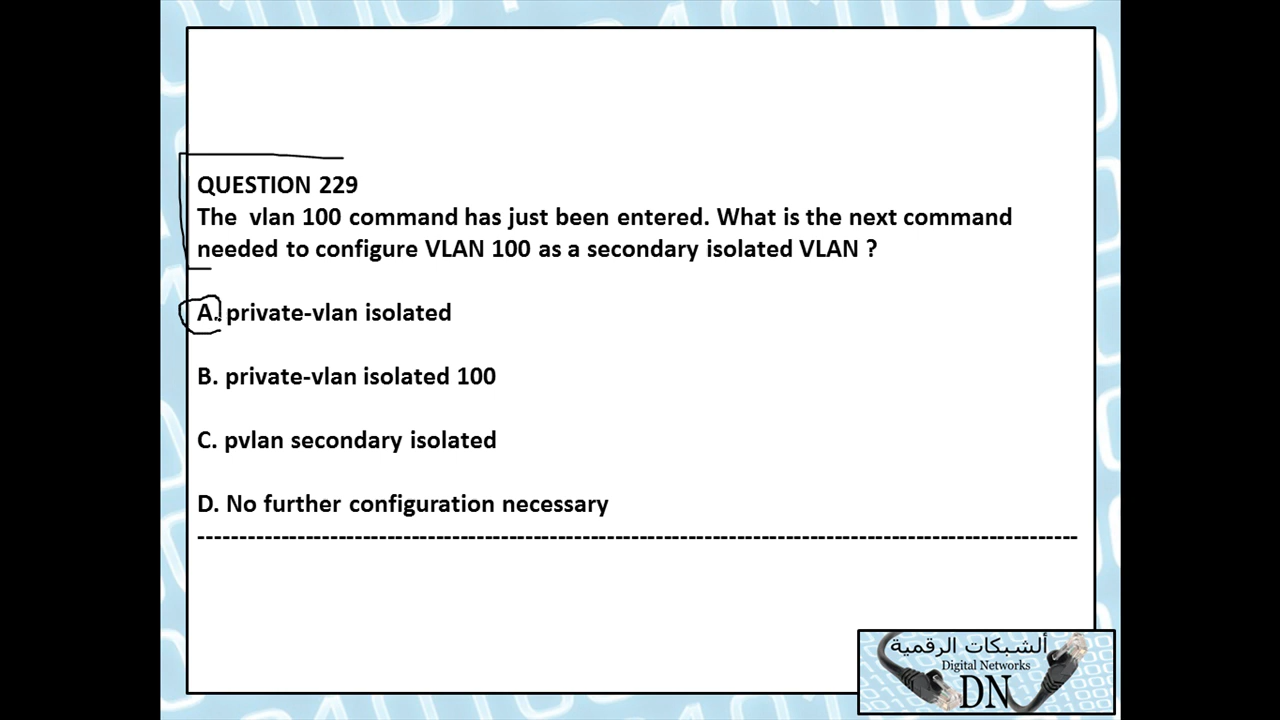 QUESTION 229
The vlan 100 command has just been entered. What is the next command
needed to configure VLAN 100 as a secondary isolated VLAN ?
A. private-vlan isolated
B. private-vlan isolated 100
C. pvlan secondary isolated
D. No further configuration necessary
--------------------------------------------------------------------------------------------
ألشبكات الرقمية
Digital Networks
DN